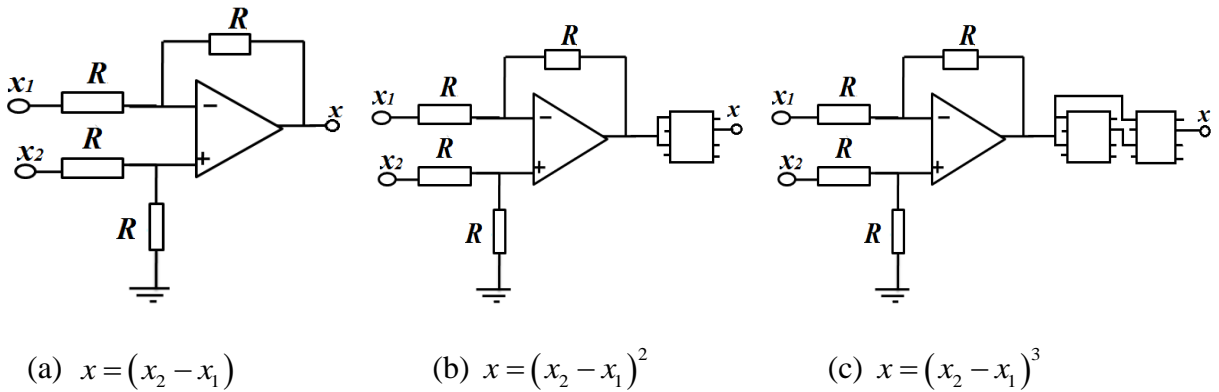 R
x1
R
-
x
x2
R
+
R
R
x1
R
-
x
x2
R
+
R
R
x1
R
-
x
x2
R
+
R
(a) x = (x₂ − x₁)
(b) x = (x₂ − x₁)²
(c) x = (x₂ − x₁)³